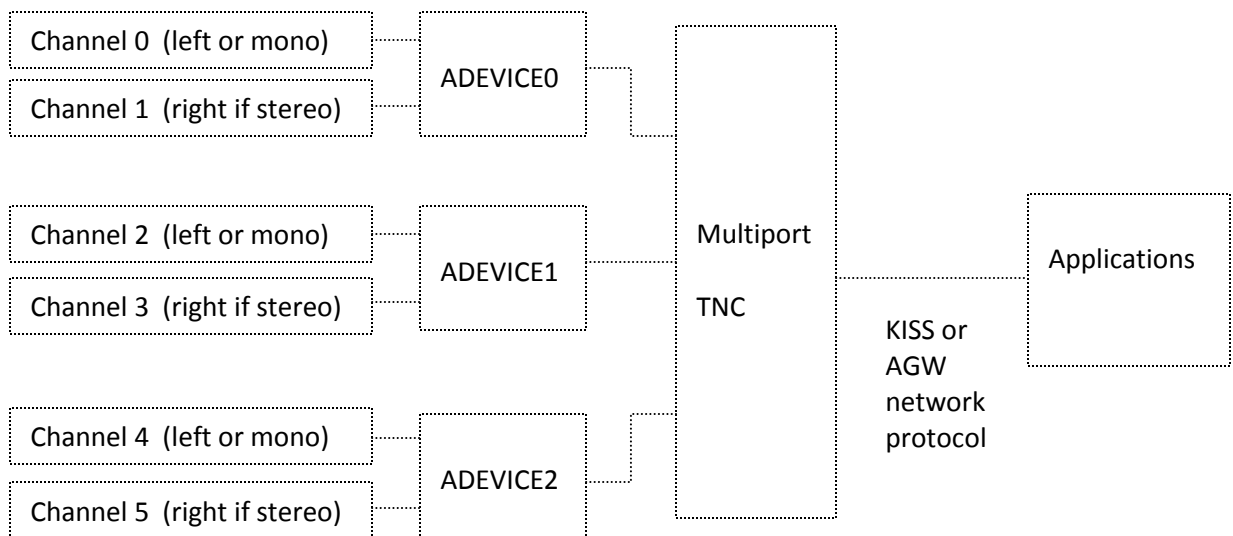 Channel 0 (left or mono)
Channel 1 (right if stereo)
ADEVICE0
Channel 2 (left or mono)
Channel 3 (right if stereo)
ADEVICE1
Channel 4 (left or mono)
Channel 5 (right if stereo)
ADEVICE2
Multiport
TNC
KISS or
AGW
network
protocol
Applications